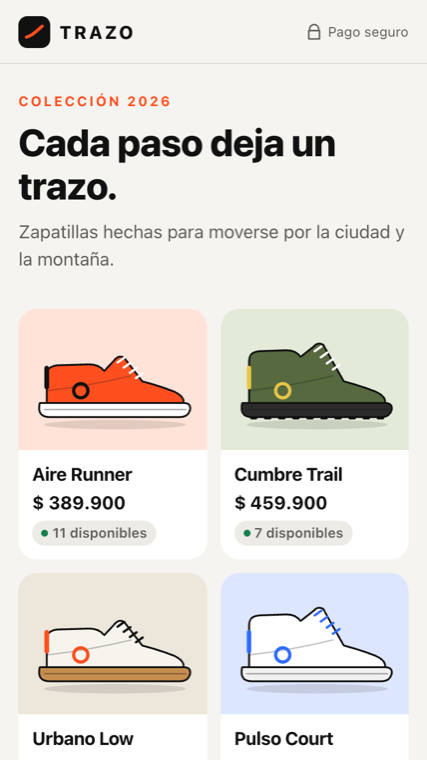 TRAZO
Pago seguro
COLECCIÓN 2026
Cada paso deja un
trazo.
Zapatillas hechas para moverse por la ciudad y
la montaña.
Aire Runner
$ 389.900
11 disponibles
Cumbre Trail
$ 459.900
7 disponibles
Urbano Low
Pulso Court